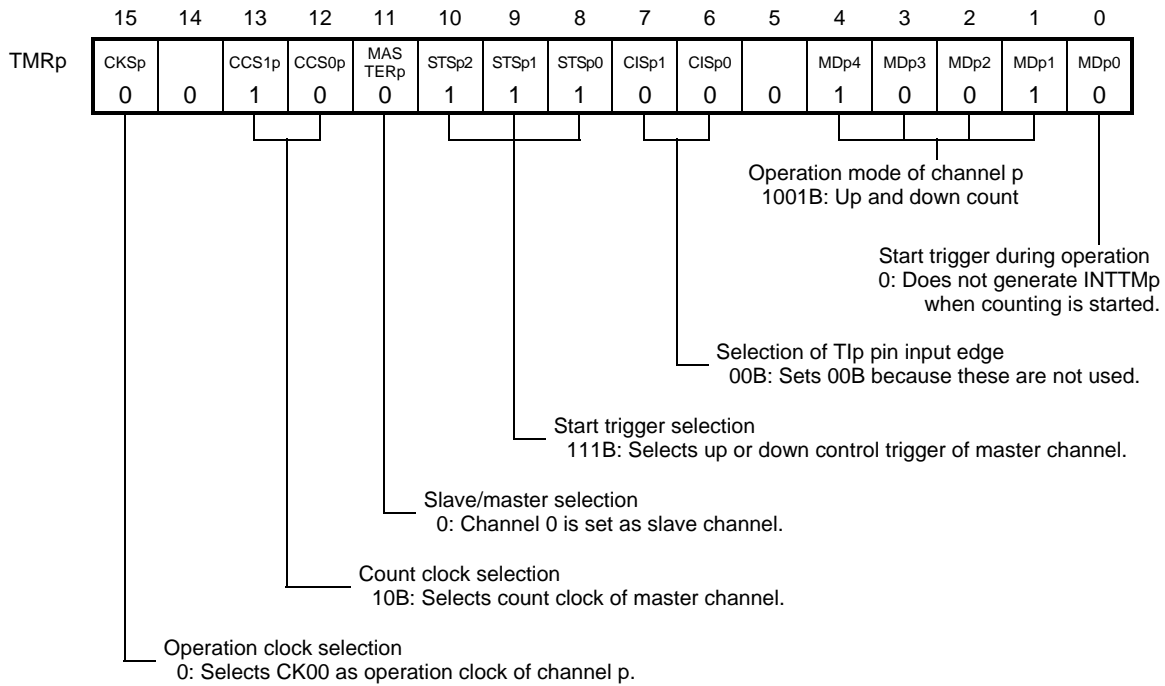 15 14 13 12 11 10 9 8 7 6 5 4 3 2 1 0
TMRp
CKSp CCS1p CCS0p MAS TERp STSp2 STSp1 STSp0 CISp1 CISp0 MDp4 MDp3 MDp2 MDp1 MDp0
0 0 1 0 0 1 1 1 0 0 0 1 0 0 1 0
Operation mode of channel p
1001B: Up and down count
Start trigger during operation
0: Does not generate INTTMp
when counting is started.
Selection of TIp pin input edge
00B: Sets 00B because these are not used.
Start trigger selection
111B: Selects up or down control trigger of master channel.
Slave/master selection
0: Channel 0 is set as slave channel.
Count clock selection
10B: Selects count clock of master channel.
Operation clock selection
0: Selects CK00 as operation clock of channel p.